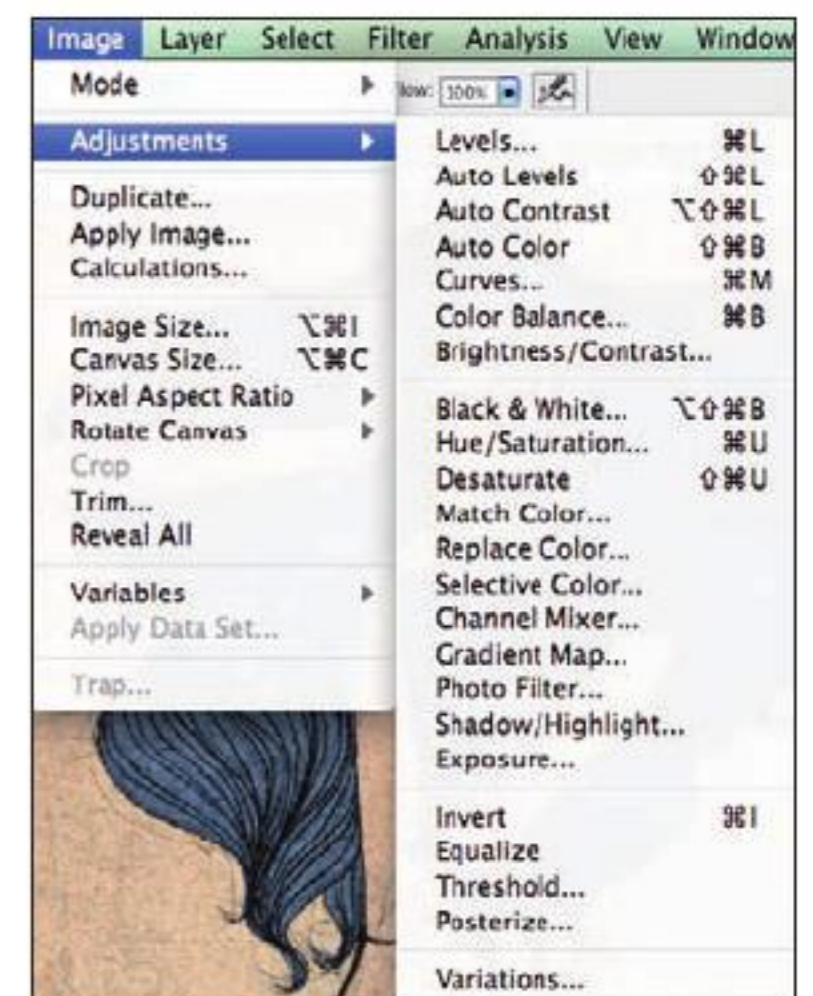 Image Layer Select Filter Analysis View Window
Mode
Adjustments
Duplicate...
Apply Image...
Calculations...
Image Size... ⌥⌘I
Canvas Size... ⌥⌘C
Pixel Aspect Ratio
Rotate Canvas
Crop
Trim...
Reveal All
Variables
Apply Data Set...
Trap...
low: 100%
Levels... ⌘L
Auto Levels ⇧⌘L
Auto Contrast ⌥⇧⌘L
Auto Color ⇧⌘B
Curves... ⌘M
Color Balance... ⌘B
Brightness/Contrast...
Black & White... ⌥⇧⌘B
Hue/Saturation... ⌘U
Desaturate ⇧⌘U
Match Color...
Replace Color...
Selective Color...
Channel Mixer...
Gradient Map...
Photo Filter...
Shadow/Highlight...
Exposure...
Invert ⌘I
Equalize
Threshold...
Posterize...
Variations...